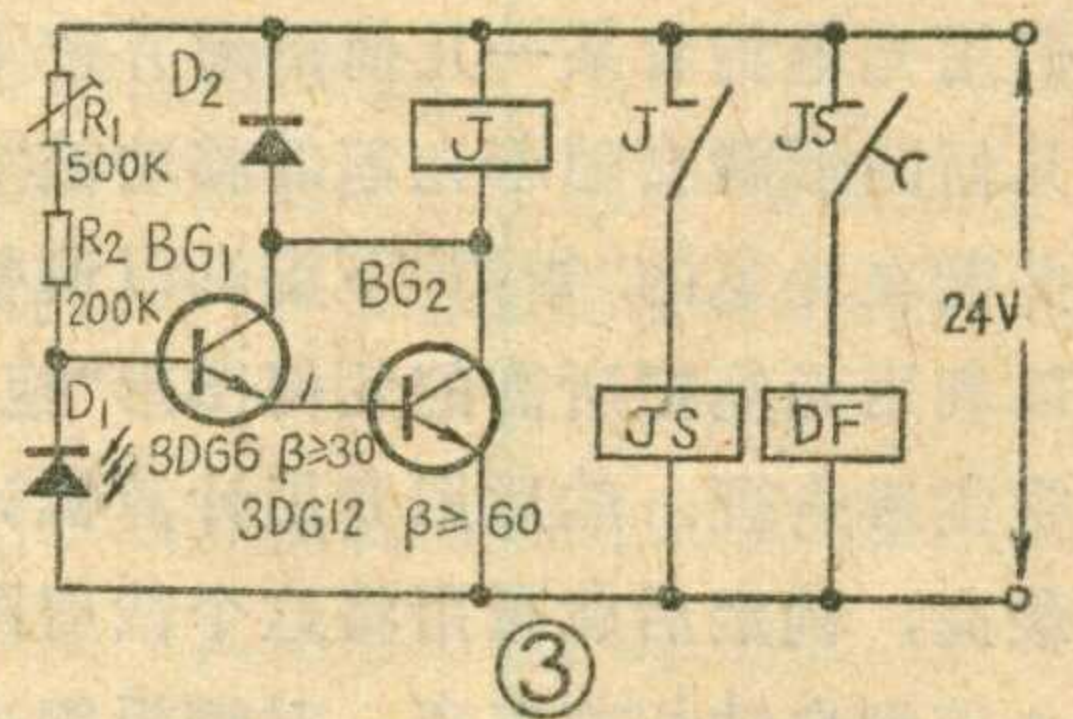 D₂
R₁
500K
J
J
JS
R₂
BG₁
200K
BG₂
24V
D₁
3DG6 β≥30
JS
DF
3DG12 β≥60
③